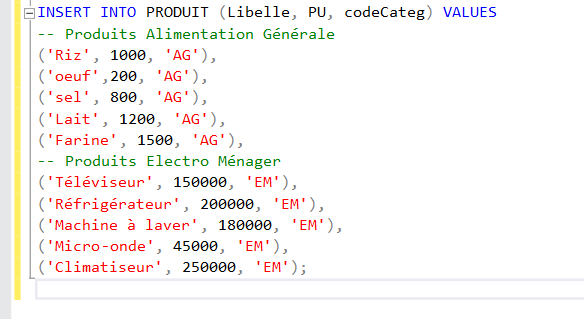 INSERT INTO PRODUIT (Libelle, PU, codeCateg) VALUES
-- Produits Alimentation Générale
('Riz', 1000, 'AG'),
('oeuf',200, 'AG'),
('sel', 800, 'AG'),
('Lait', 1200, 'AG'),
('Farine', 1500, 'AG'),
-- Produits Electro Ménager
('Téléviseur', 150000, 'EM'),
('Réfrigérateur', 200000, 'EM'),
('Machine à laver', 180000, 'EM'),
('Micro-onde', 45000, 'EM'),
('Climatiseur', 250000, 'EM');